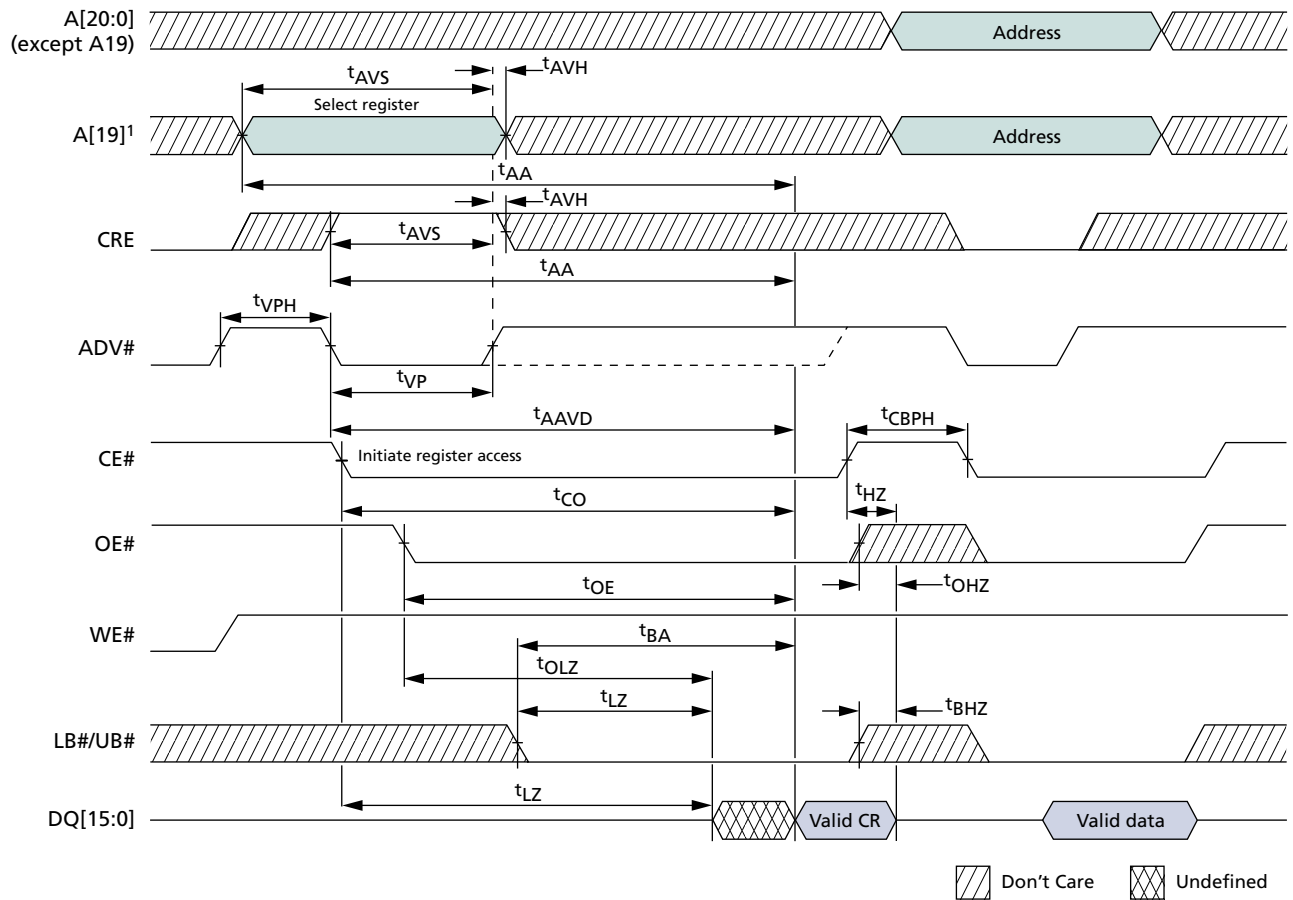 A[20:0]
(except A19)
Address
tAVS
tAVH
Select register
A[19]1
Address
tAA
tAVH
CRE
tAVS
tAA
tVPH
ADV#
tVP
tAAVD
tCBPH
CE#
Initiate register access
tCO
tHZ
OE#
tOE
tOHZ
WE#
tBA
tOLZ
tLZ
tBHZ
LB#/UB#
tLZ
DQ[15:0]
Valid CR
Valid data
Don't Care
Undefined